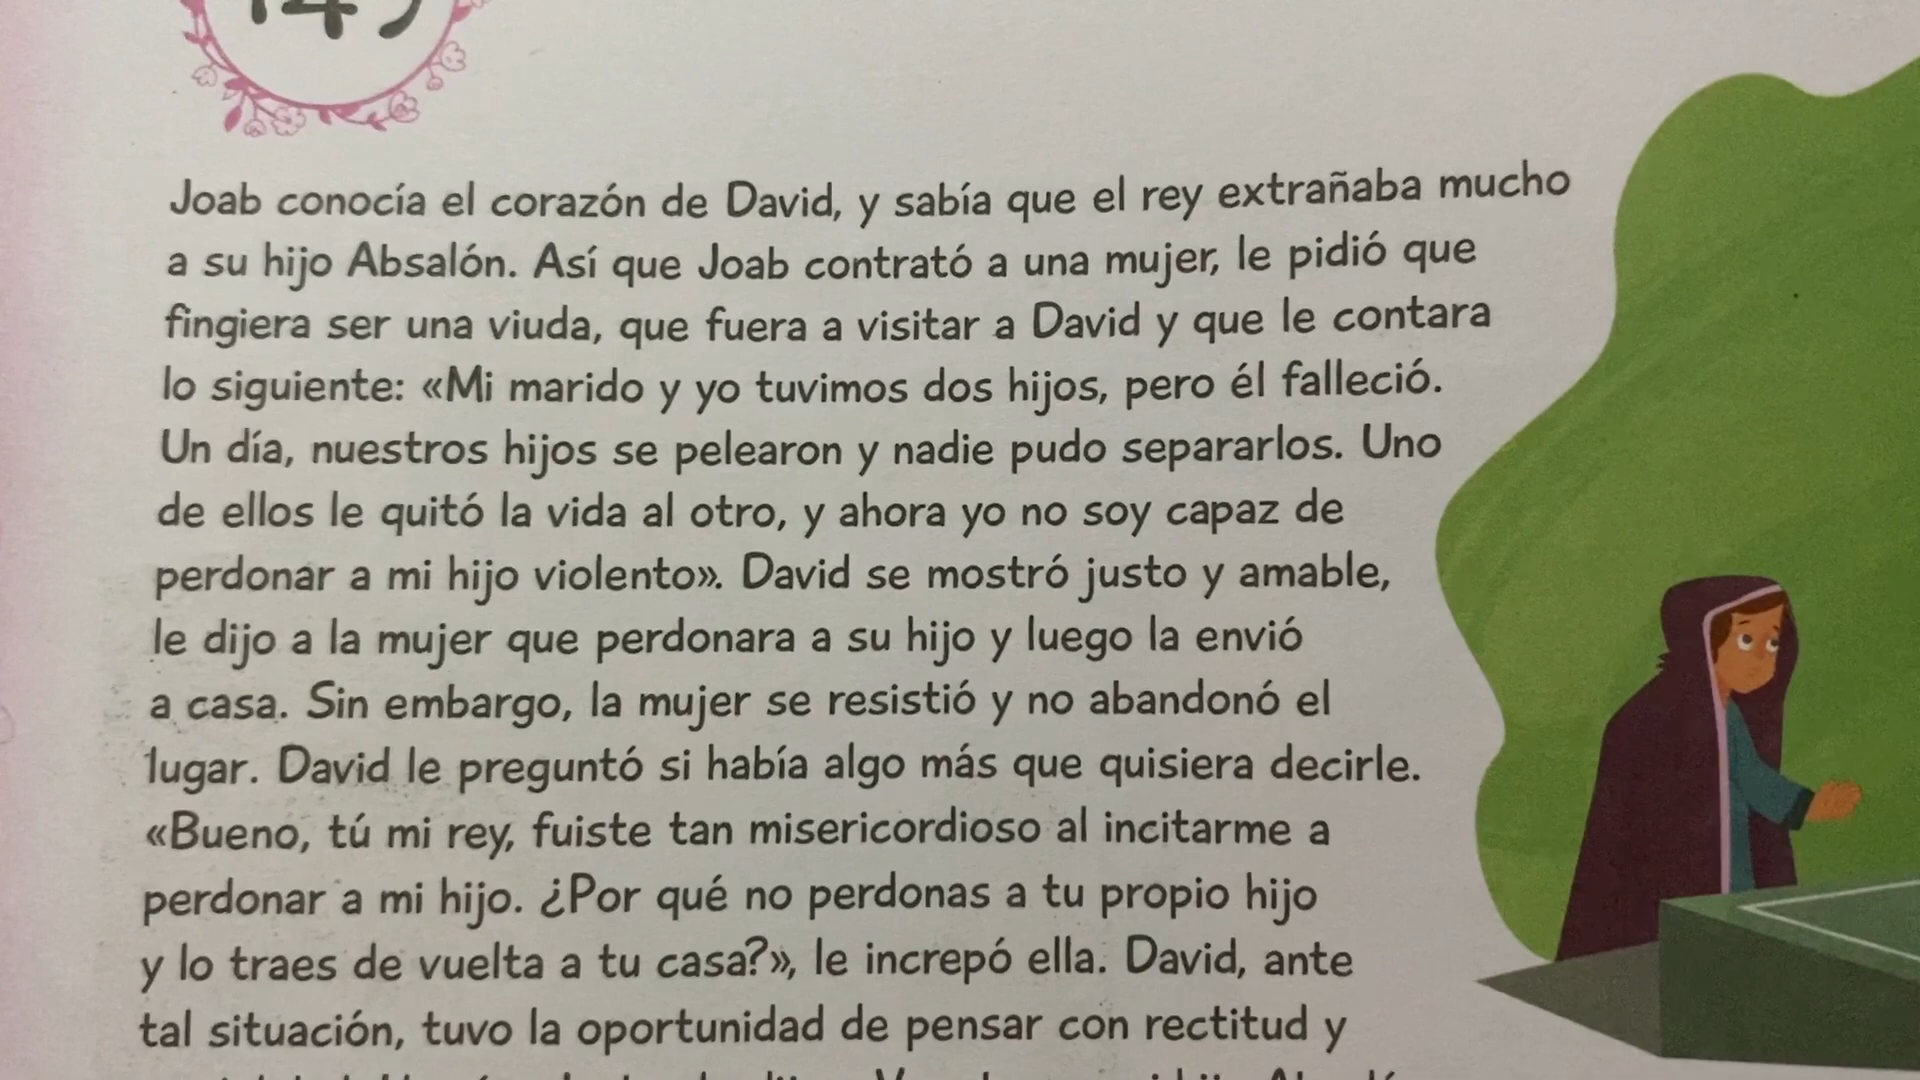 Joab conocía el corazón de David, y sabía que el rey extrañaba mucho
a su hijo Absalón. Así que Joab contrató a una mujer, le pidió que
fingiera ser una viuda, que fuera a visitar a David y que le contara
lo siguiente: «Mi marido y yo tuvimos dos hijos, pero él falleció.
Un día, nuestros hijos se pelearon y nadie pudo separarlos. Uno
de ellos le quitó la vida al otro, y ahora yo no soy capaz de
perdonar a mi hijo violento». David se mostró justo y amable,
le dijo a la mujer que perdonara a su hijo y luego la envió
a casa. Sin embargo, la mujer se resistió y no abandonó el
lugar. David le preguntó si había algo más que quisiera decirle.
«Bueno, tú mi rey, fuiste tan misericordioso al incitarme a
perdonar a mi hijo. ¿Por qué no perdonas a tu propio hijo
y lo traes de vuelta a tu casa?», le increpó ella. David, ante
tal situación, tuvo la oportunidad de pensar con rectitud y